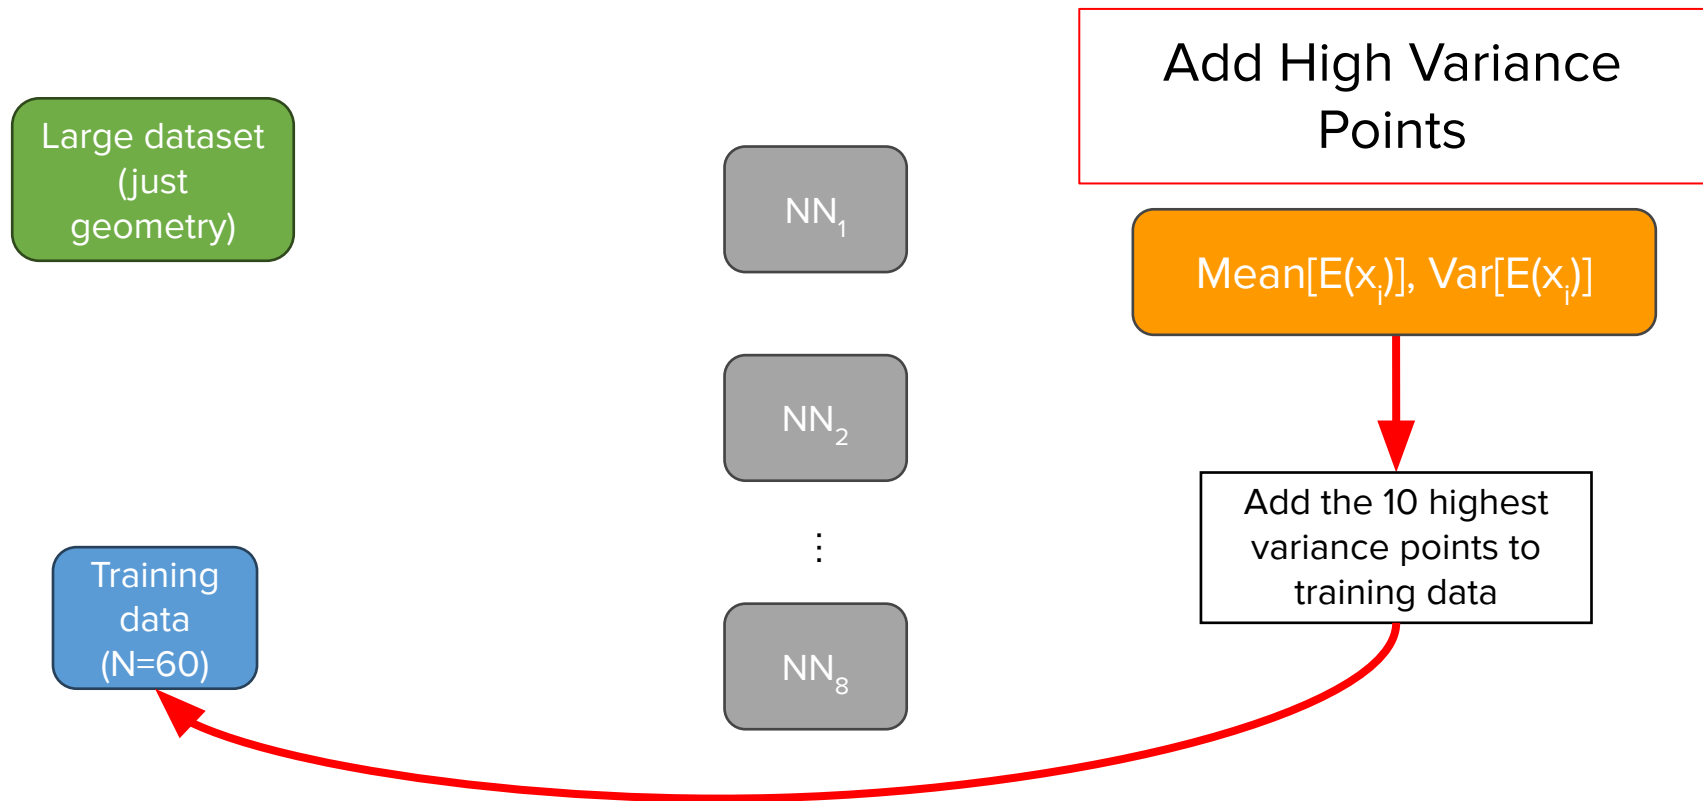 Add High Variance
Points
Large dataset
(just
geometry)
NN₁
Mean[E(xᵢ)], Var[E(xᵢ)]
NN₂
⋮
Add the 10 highest
variance points to
training data
Training
data
(N=60)
NN₈